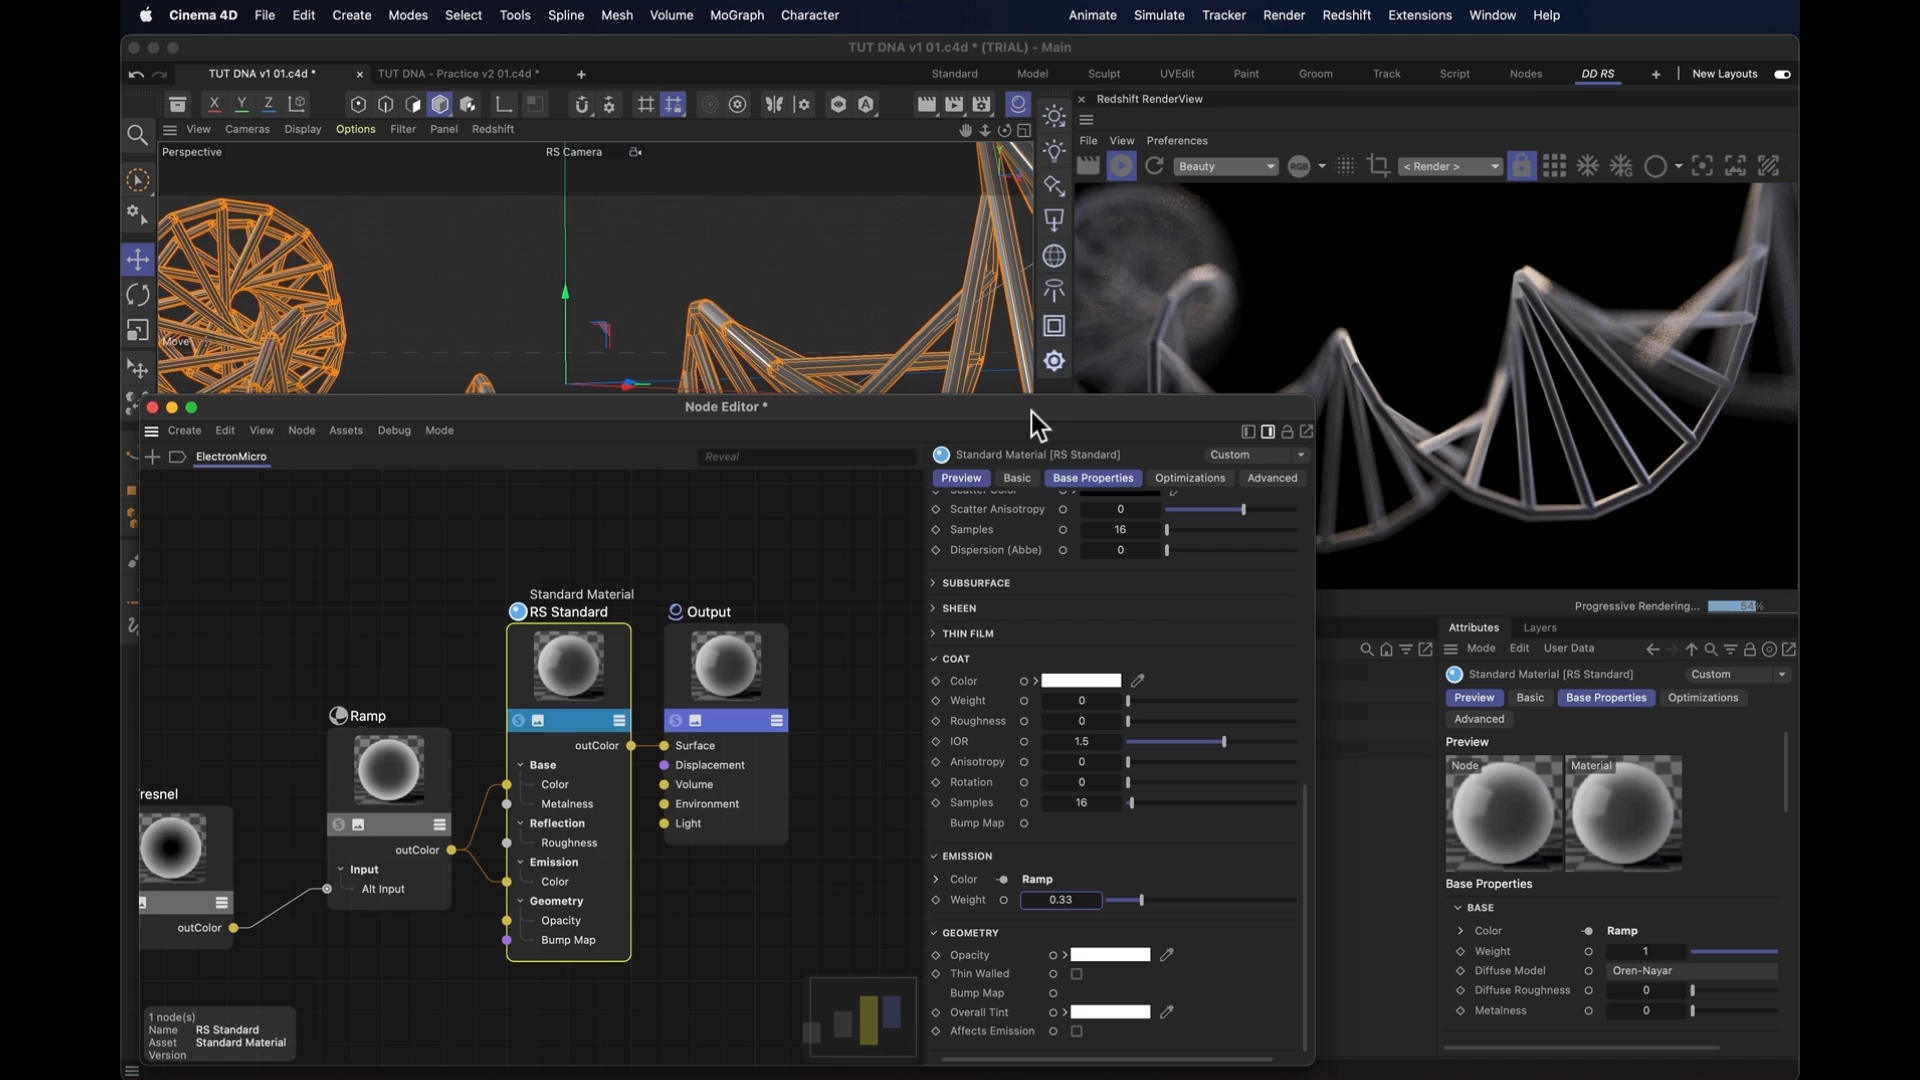 Cinema 4D File Edit Create Modes Select Tools Spline Mesh Volume MoGraph Character Animate Simulate Tracker Render Redshift Extensions Window Help
TUT DNA v1 01.c4d * (TRIAL) - Main
TUT DNA v1 01.c4d * × TUT DNA - Practice v2 01.c4d * + Standard Model Sculpt UVEdit Paint Groom Track Script Nodes DD RS + New Layouts
X Y Z
× Redshift RenderView
View Cameras Display Options Filter Panel Redshift
File View Preferences
Perspective RS Camera
Beauty RGB < Render >
Move
Progressive Rendering... 54%
Node Editor *
Create Edit View Node Assets Debug Mode
ElectronMicro Reveal
Standard Material [RS Standard] Custom
Preview Basic Base Properties Optimizations Advanced
Scatter Color
Scatter Anisotropy 0
Samples 16
Dispersion (Abbe) 0
SUBSURFACE
SHEEN
THIN FILM
COAT
Color
Weight 0
Roughness 0
IOR 1.5
Anisotropy 0
Rotation 0
Samples 16
Bump Map
EMISSION
Color Ramp
Weight 0.33
GEOMETRY
Opacity
Thin Walled
Bump Map
Overall Tint
Affects Emission
resnel
outColor
Ramp
outColor
Input
Alt Input
Standard Material
RS Standard
outColor
Base
Color
Metalness
Reflection
Roughness
Emission
Color
Geometry
Opacity
Bump Map
Output
Surface
Displacement
Volume
Environment
Light
1 node(s)
Name RS Standard
Asset Standard Material
Version
Attributes Layers
Mode Edit User Data
Standard Material [RS Standard] Custom
Preview Basic Base Properties Optimizations
Advanced
Preview
Node Material
Base Properties
BASE
Color Ramp
Weight 1
Diffuse Model Oren-Nayar
Diffuse Roughness 0
Metalness 0